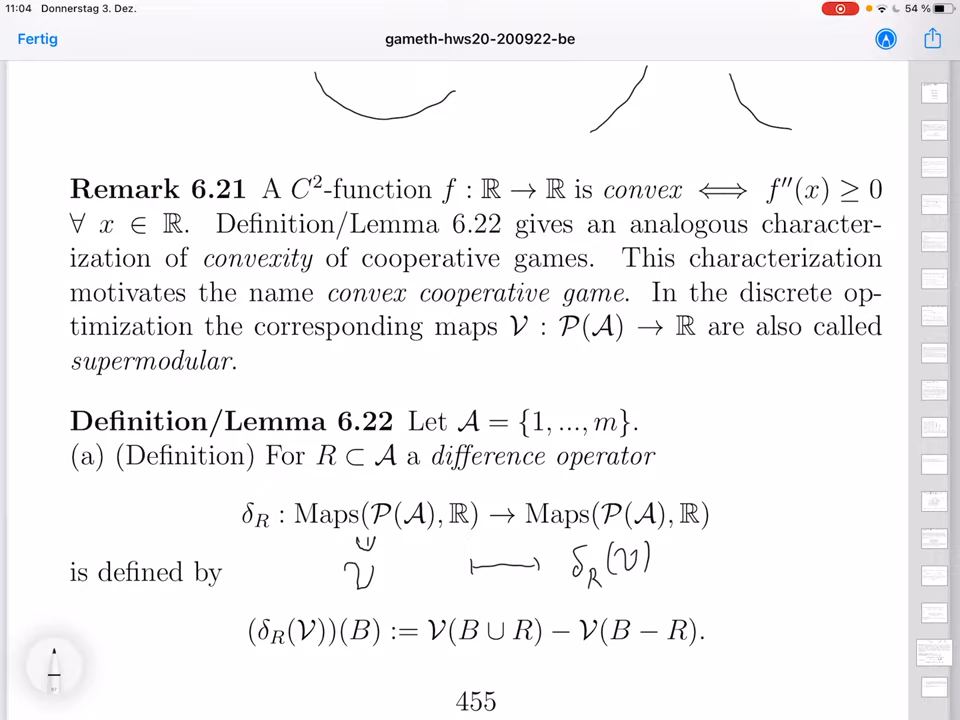 11:04 Donnerstag 3. Dez. 54 %
Fertig gameth-hws20-200922-be
Remark 6.21 A C²-function f : ℝ → ℝ is convex ⟺ f″(x) ≥ 0
∀ x ∈ ℝ. Definition/Lemma 6.22 gives an analogous character-
ization of convexity of cooperative games. This characterization
motivates the name convex cooperative game. In the discrete op-
timization the corresponding maps 𝒱 : 𝒫(𝒜) → ℝ are also called
supermodular.
Definition/Lemma 6.22 Let 𝒜 = {1, ..., m}.
(a) (Definition) For R ⊂ 𝒜 a difference operator
δ_R : Maps(𝒫(𝒜), ℝ) → Maps(𝒫(𝒜), ℝ)
𝒱 ⟼ δ_R(𝒱)
is defined by
(δ_R(𝒱))(B) := 𝒱(B ∪ R) − 𝒱(B − R).
455